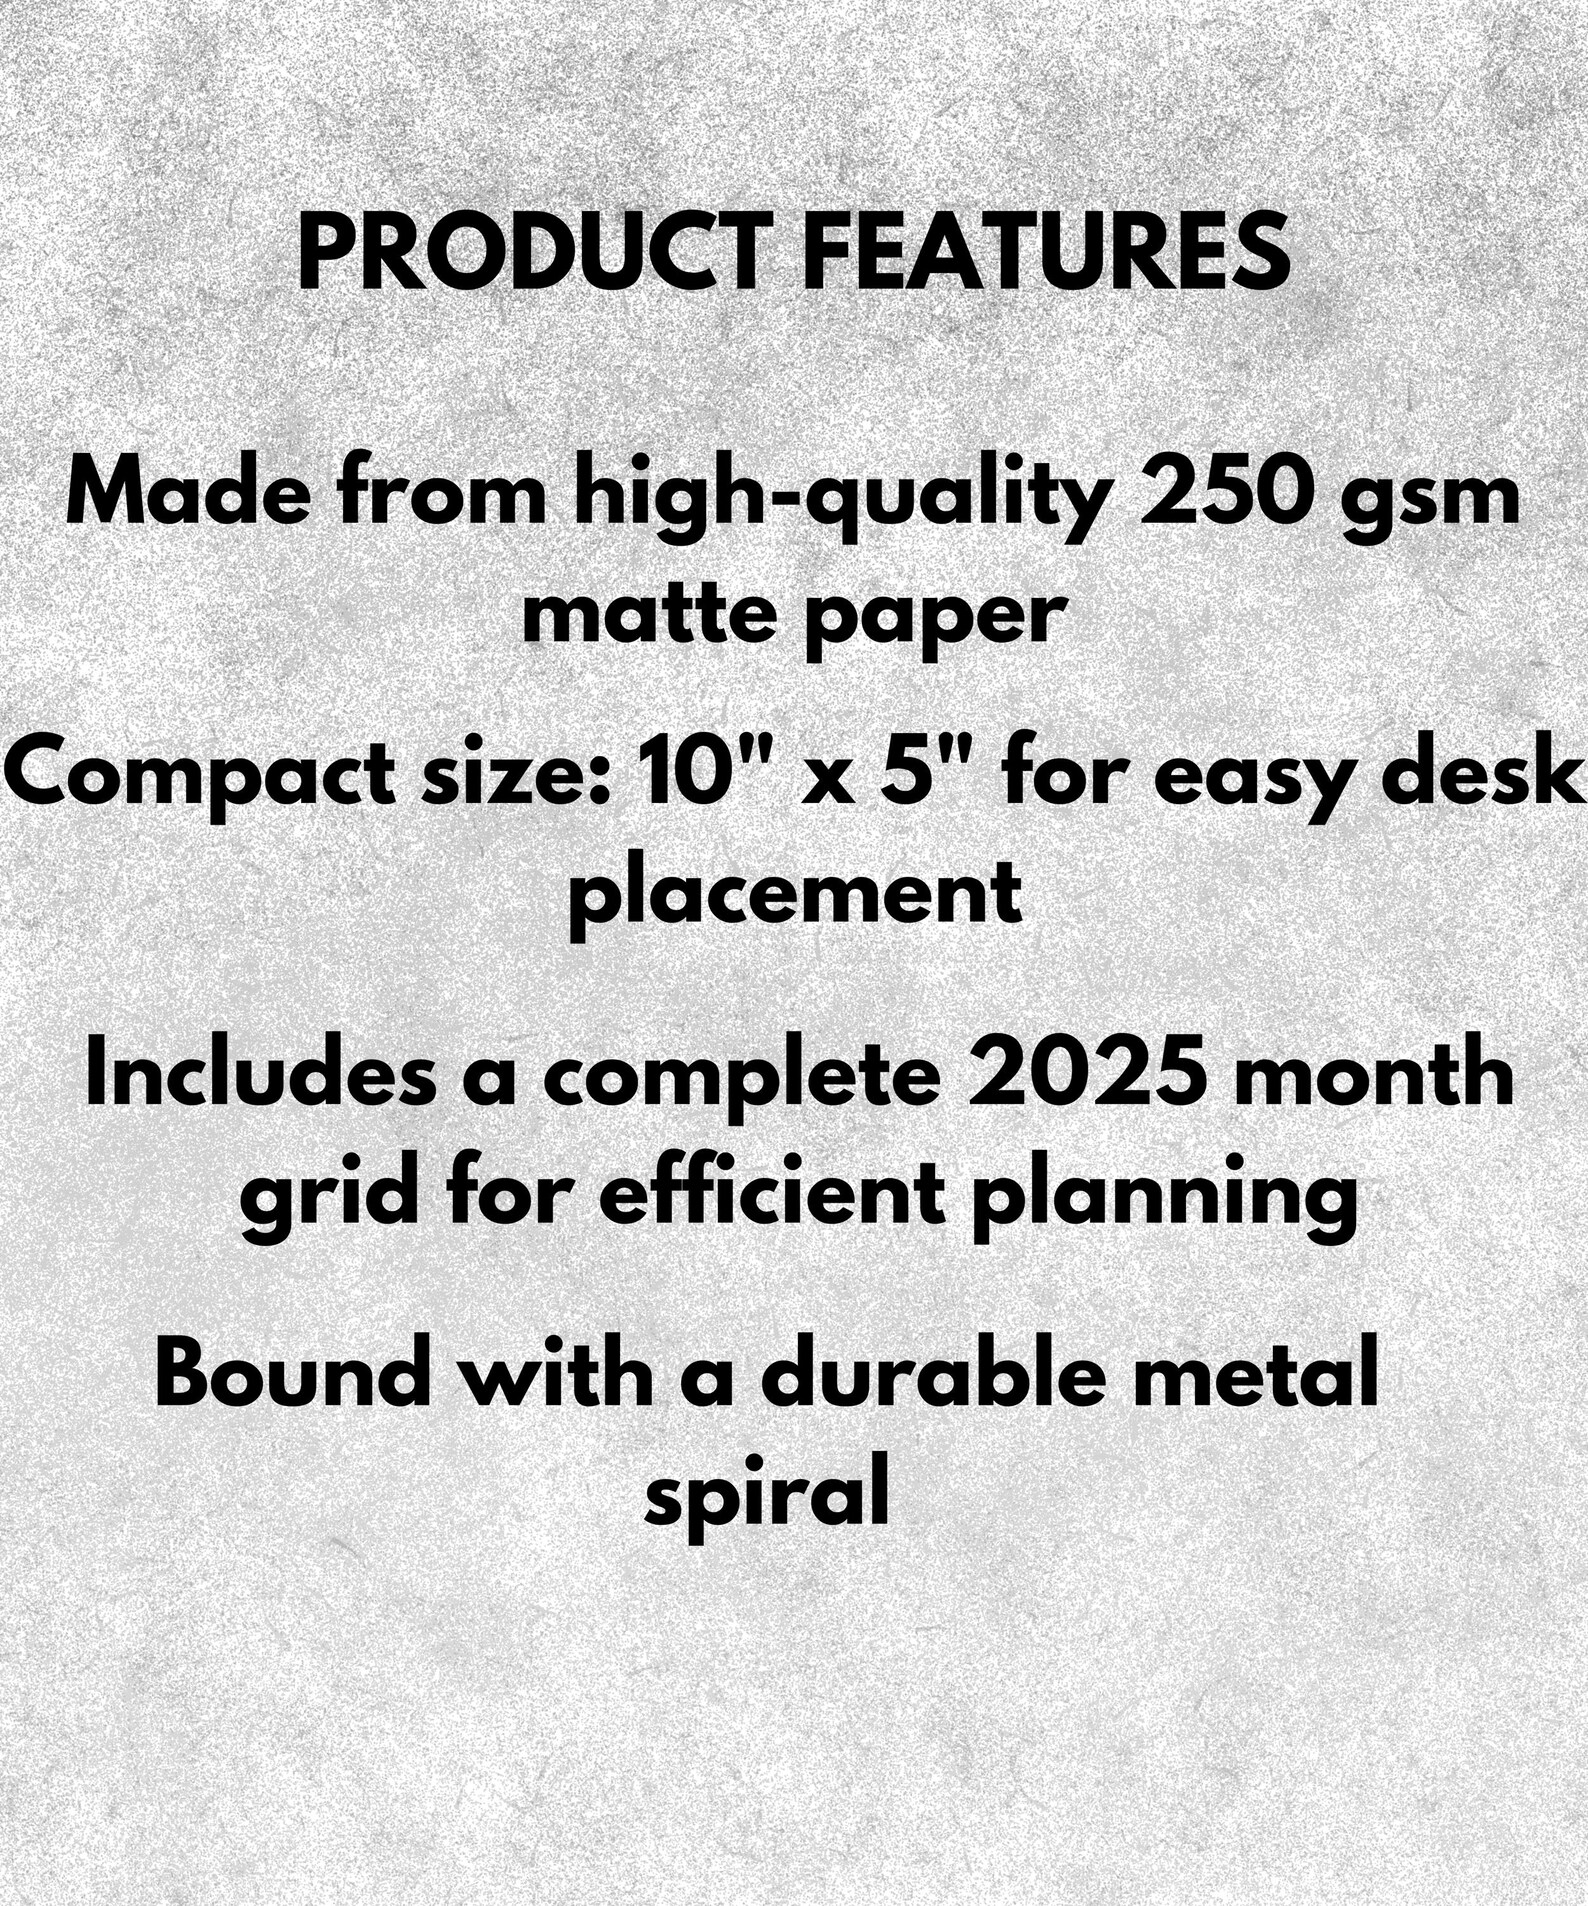 PRODUCT FEATURES
Made from high-quality 250 gsm
matte paper
Compact size: 10" x 5" for easy desk
placement
Includes a complete 2025 month
grid for efficient planning
Bound with a durable metal
spiral